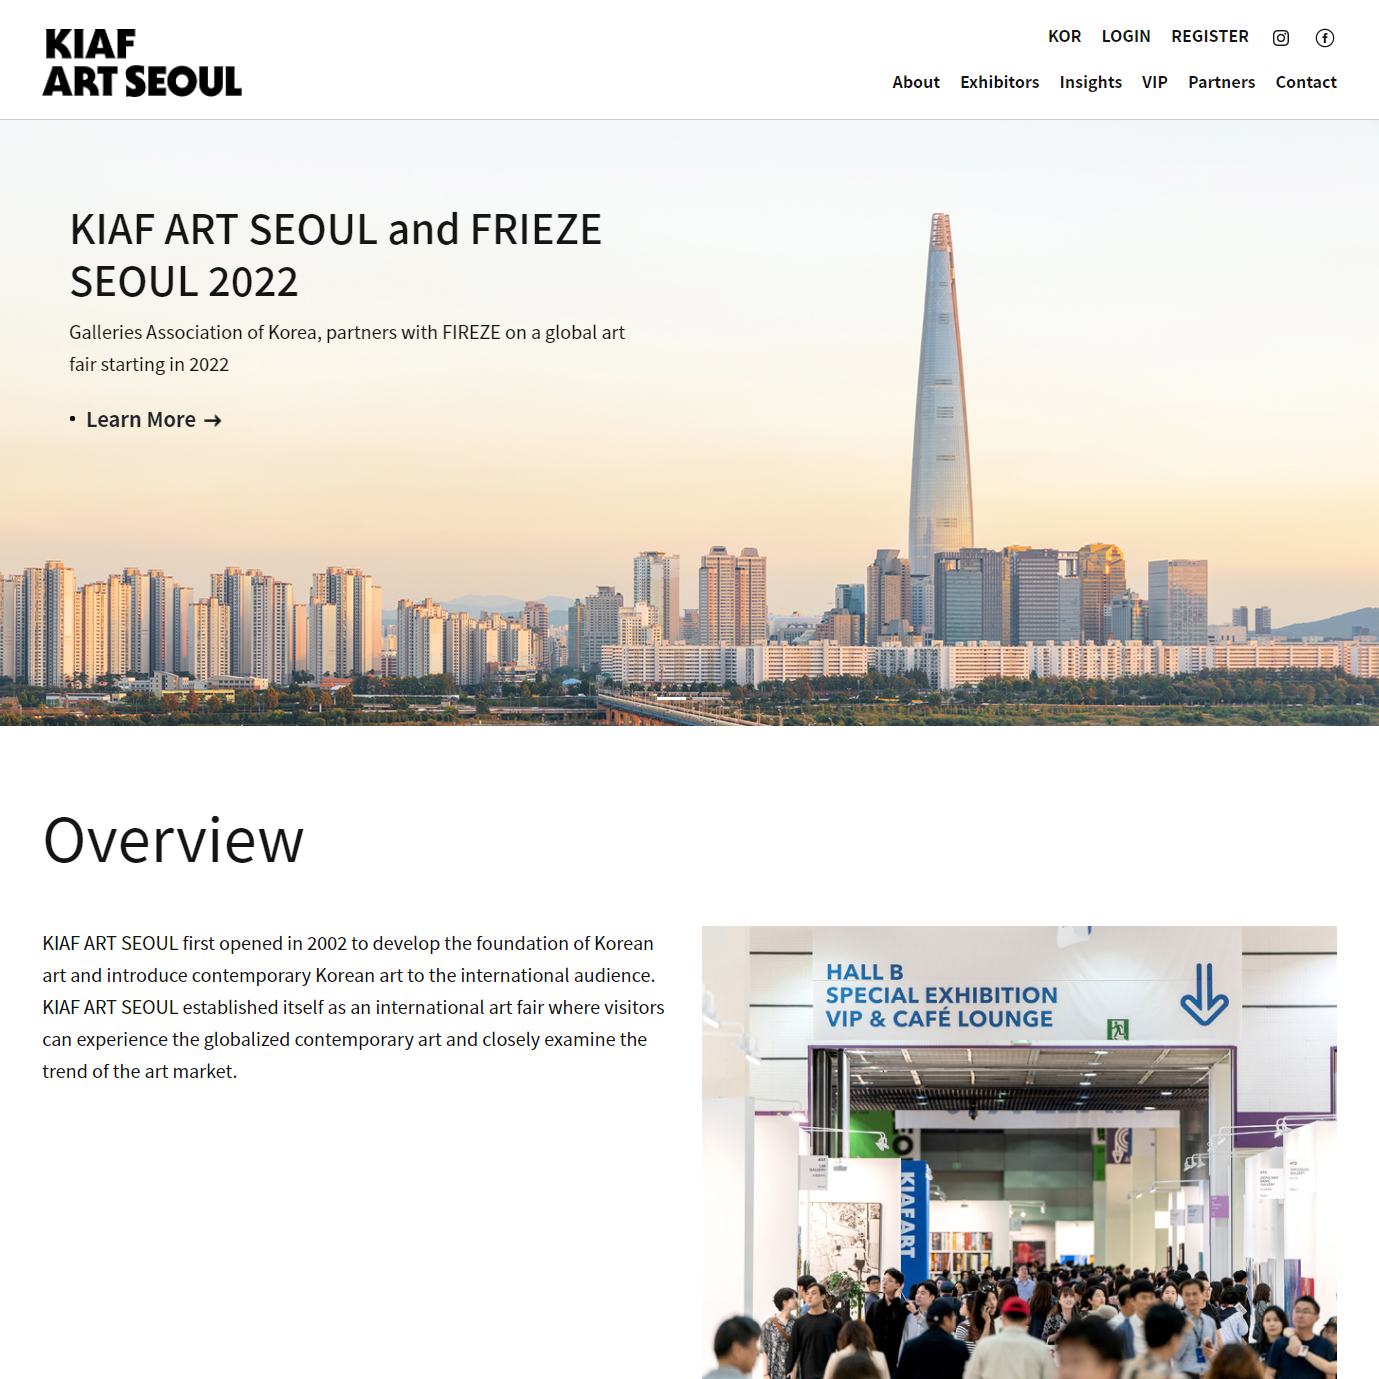 KIAF
ART SEOUL
KOR LOGIN REGISTER
About Exhibitors Insights VIP Partners Contact
KIAF ART SEOUL and FRIEZE
SEOUL 2022
Galleries Association of Korea, partners with FIREZE on a global art
fair starting in 2022
Learn More →
Overview
KIAF ART SEOUL first opened in 2002 to develop the foundation of Korean
art and introduce contemporary Korean art to the international audience.
KIAF ART SEOUL established itself as an international art fair where visitors
can experience the globalized contemporary art and closely examine the
trend of the art market.
HALL B
SPECIAL EXHIBITION
VIP & CAFÉ LOUNGE
KIAF ART